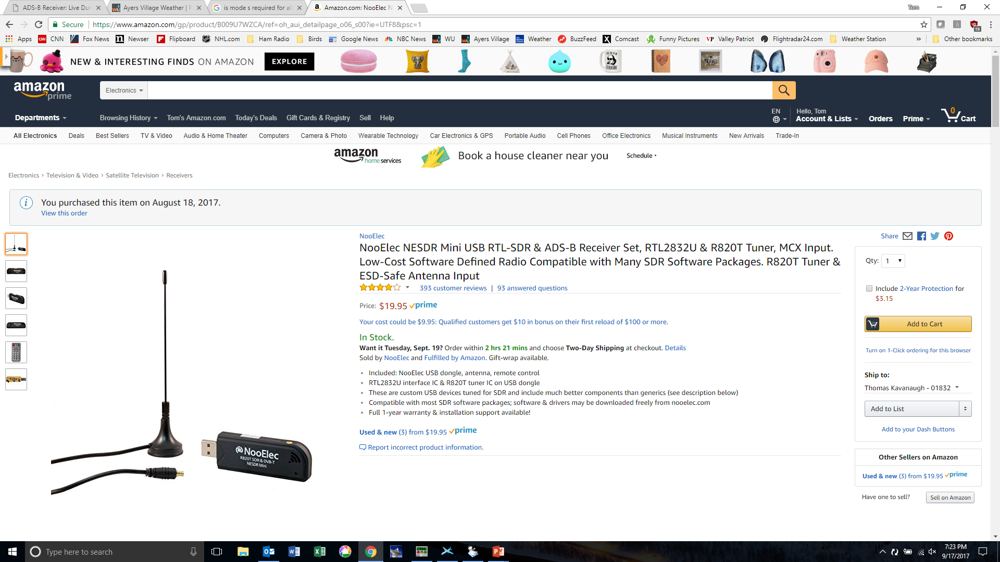 ADS-B Receiver: Live Dun
Ayers Village Weather | P
is mode s required for al
Amazon.com: NooElec N
Tom
Secure https://www.amazon.com/gp/product/B009U7WZCA/ref=oh_aui_detailpage_o06_s00?ie=UTF8&psc=1
19
Apps CNN Fox News Newser Flipboard NHL.com Ham Radio Birds Google News NBC News WU Ayers Village Weather BuzzFeed Comcast Funny Pictures Valley Patriot Flightradar24.com Weather Station » Other bookmarks
NEW & INTERESTING FINDS ON AMAZON EXPLORE
LITERATURE
TRAVEL
amazon
prime
Electronics
Departments Browsing History Tom's Amazon.com Today's Deals Gift Cards & Registry Sell Help
EN
Hello, Tom
Account & Lists Orders Prime 0 Cart
All Electronics Deals Best Sellers TV & Video Audio & Home Theater Computers Camera & Photo Wearable Technology Car Electronics & GPS Portable Audio Cell Phones Office Electronics Musical Instruments New Arrivals Trade-In
amazon
home services
Book a house cleaner near you Schedule ›
Electronics › Television & Video › Satellite Television › Receivers
You purchased this item on August 18, 2017.
View this order
NooElec
NooElec NESDR Mini USB RTL-SDR & ADS-B Receiver Set, RTL2832U & R820T Tuner, MCX Input.
Low-Cost Software Defined Radio Compatible with Many SDR Software Packages. R820T Tuner &
ESD-Safe Antenna Input
393 customer reviews | 93 answered questions
Price: $19.95 prime
Your cost could be $9.95: Qualified customers get $10 in bonus on their first reload of $100 or more.
In Stock.
Want it Tuesday, Sept. 19? Order within 2 hrs 21 mins and choose Two-Day Shipping at checkout. Details
Sold by NooElec and Fulfilled by Amazon. Gift-wrap available.
• Included: NooElec USB dongle, antenna, remote control
• RTL2832U interface IC & R820T tuner IC on USB dongle
• These are custom USB devices tuned for SDR and include much better components than generics (see description below)
• Compatible with most SDR software packages; software & drivers may be downloaded freely from nooelec.com
• Full 1-year warranty & installation support available!
Used & new (3) from $19.95 prime
Report incorrect product information.
NooElec
R820T SDR & DVB-T
NESDR Mini
Share
Qty: 1
Include 2-Year Protection for
$3.15
Add to Cart
Turn on 1-Click ordering for this browser
Ship to:
Thomas Kavanaugh - 01832
Add to List
Add to your Dash Buttons
Other Sellers on Amazon
Used & new (3) from $19.95 prime
Have one to sell? Sell on Amazon
Type here to search
7:23 PM
9/17/2017